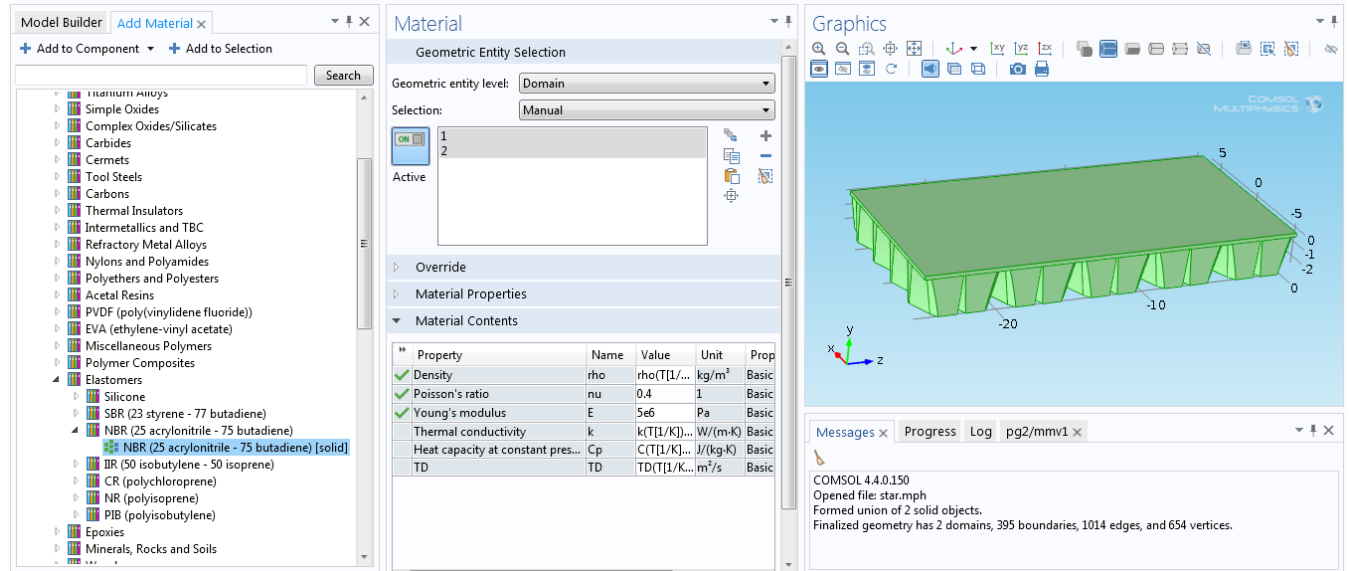 Model Builder
Add Material
Add to Component
Add to Selection
Search
Titanium Alloys
Simple Oxides
Complex Oxides/Silicates
Carbides
Cermets
Tool Steels
Carbons
Thermal Insulators
Intermetallics and TBC
Refractory Metal Alloys
Nylons and Polyamides
Polyethers and Polyesters
Acetal Resins
PVDF (poly(vinylidene fluoride))
EVA (ethylene-vinyl acetate)
Miscellaneous Polymers
Polymer Composites
Elastomers
Silicone
SBR (23 styrene - 77 butadiene)
NBR (25 acrylonitrile - 75 butadiene)
NBR (25 acrylonitrile - 75 butadiene) [solid]
IIR (50 isobutylene - 50 isoprene)
CR (polychloroprene)
NR (polyisoprene)
PIB (polyisobutylene)
Epoxies
Minerals, Rocks and Soils
Material
Geometric Entity Selection
Geometric entity level: Domain
Selection: Manual
ON
Active
1
2
Override
Material Properties
Material Contents
Property Name Value Unit Prop
Density rho rho(T[1/... kg/m³ Basic
Poisson's ratio nu 0.4 1 Basic
Young's modulus E 5e6 Pa Basic
Thermal conductivity k k(T[1/K])... W/(m·K) Basic
Heat capacity at constant pres... Cp C(T[1/K]... J/(kg·K) Basic
TD TD TD(T[1/K... m²/s Basic
Graphics
xy yz zx
COMSOL
MULTIPHYSICS
5
0
-5
0
-1
-2
0
-10
-20
y
x
z
Messages Progress Log pg2/mmv1
COMSOL 4.4.0.150
Opened file: star.mph
Formed union of 2 solid objects.
Finalized geometry has 2 domains, 395 boundaries, 1014 edges, and 654 vertices.